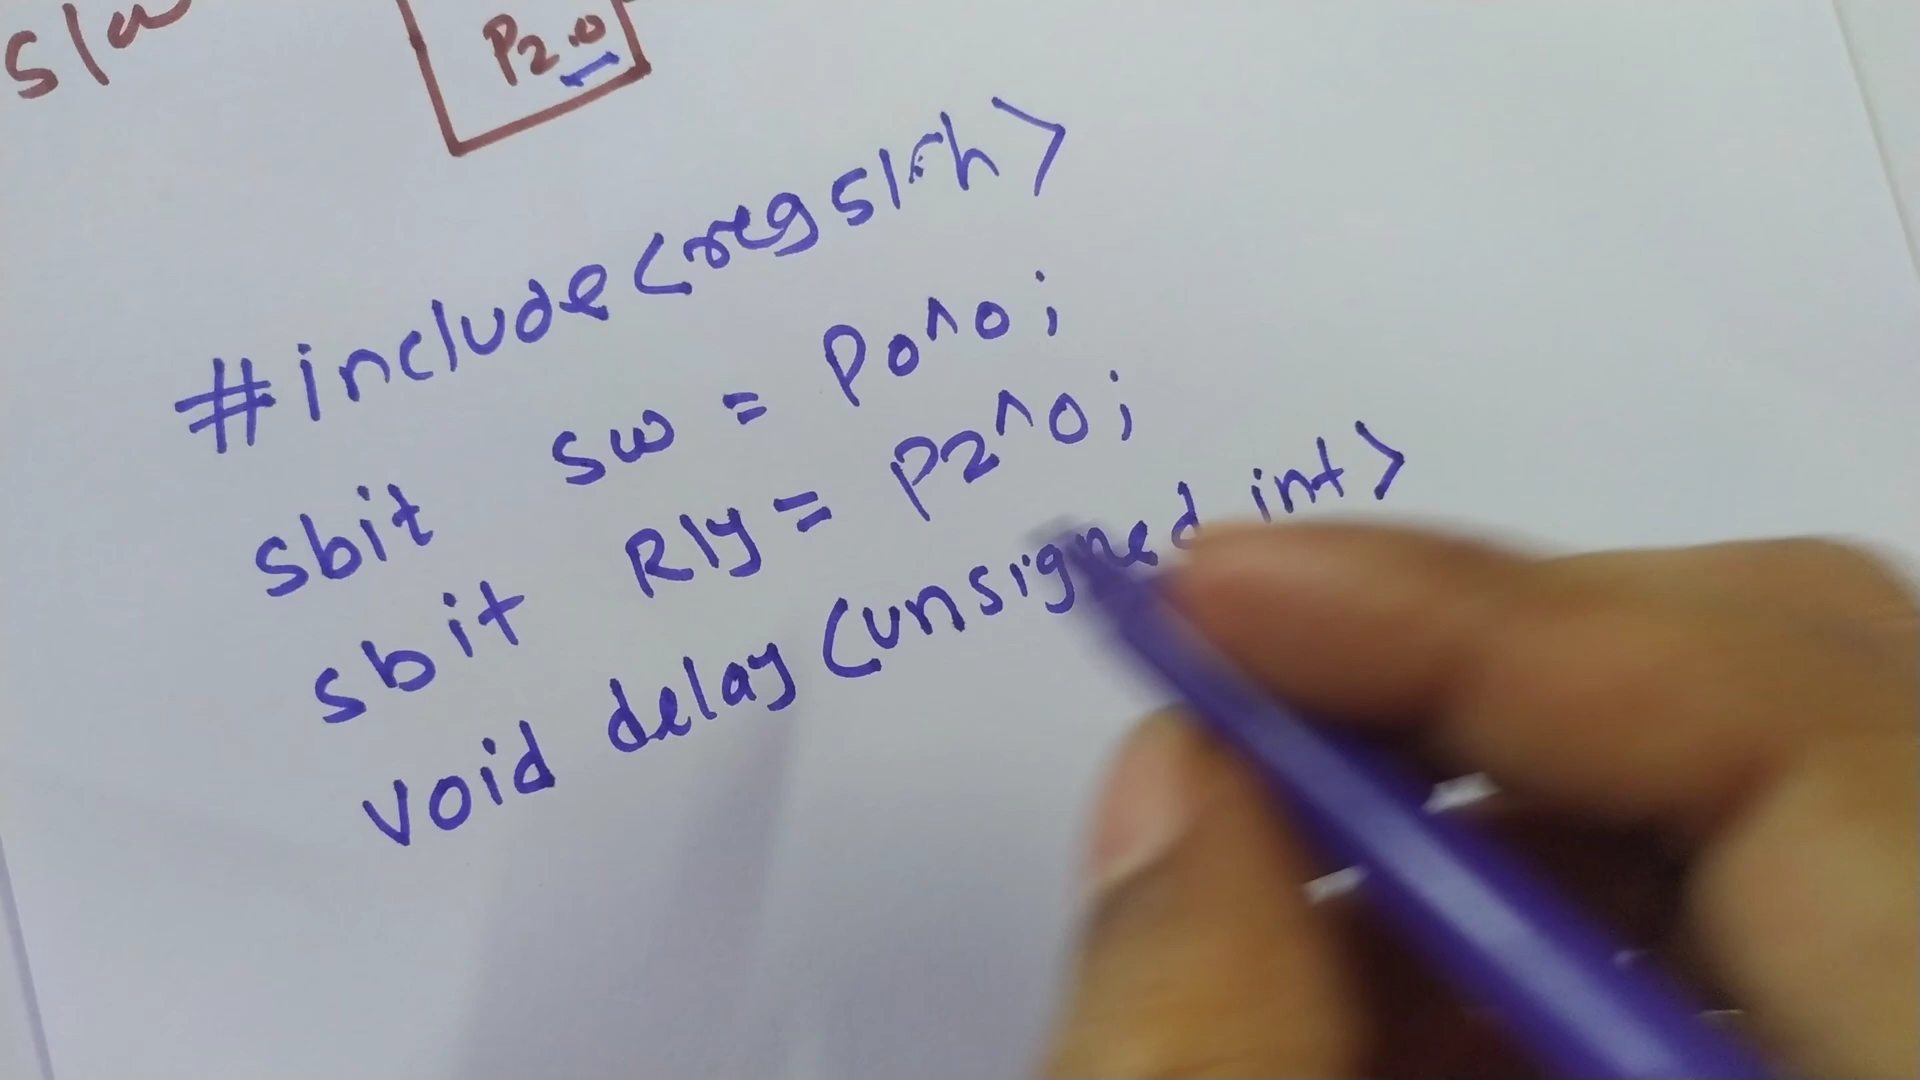 S/w
P2.0
#include<reg51.h>
sbit sw = P0^0;
sbit Rly = P2^0;
void delay (unsigned int>